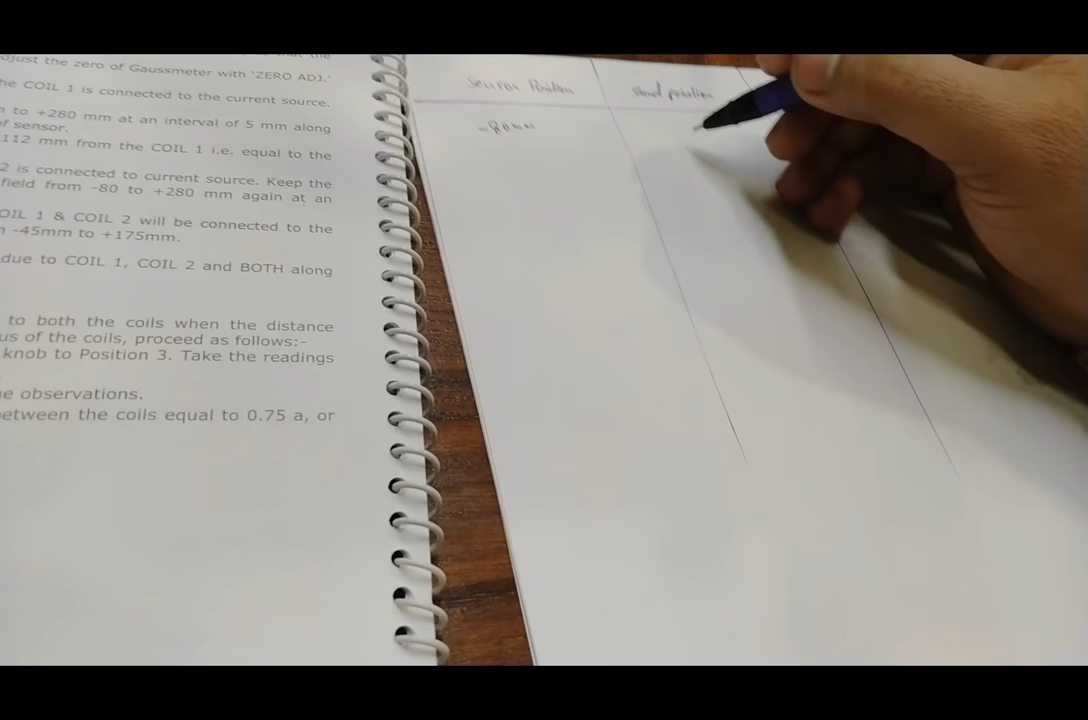 adjust the zero of Gaussmeter with 'ZERO ADJ.'
he COIL 1 is connected to the current source.
to +280 mm at an interval of 5 mm along
of sensor.
112 mm from the COIL 1 i.e. equal to the
2 is connected to current source. Keep the
field from -80 to +280 mm again at an
OIL 1 & COIL 2 will be connected to the
-45mm to +175mm.
due to COIL 1, COIL 2 and BOTH along
to both the coils when the distance
us of the coils, proceed as follows:-
knob to Position 3. Take the readings
e observations.
etween the coils equal to 0.75 a, or
Position
-80mm